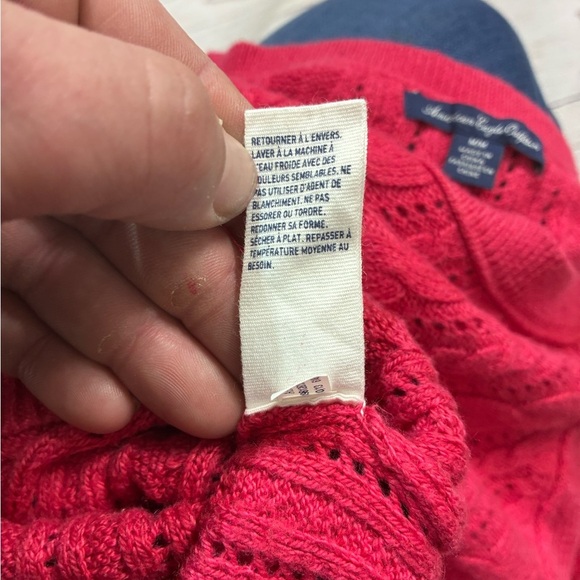 RETOURNER À L'ENVERS.
LAVER À LA MACHINE À
L'EAU FROIDE AVEC DES
COULEURS SEMBLABLES. NE
PAS UTILISER D'ABENT DE
BLANCHIMENT. NE PAS
ESSORER OU TORDRE.
REDONNER SA FORME.
SÉCHER À PLAT. REPASSER À
TEMPÉRATURE MOYENNE AU
BESOIN.
American Eagle Outfitters